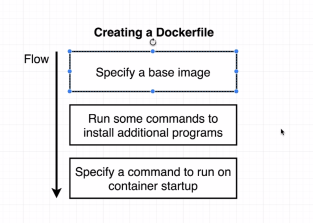 Creating a Dockerfile
Flow
Specify a base image
Run some commands to
install additional programs
Specify a command to run on
container startup